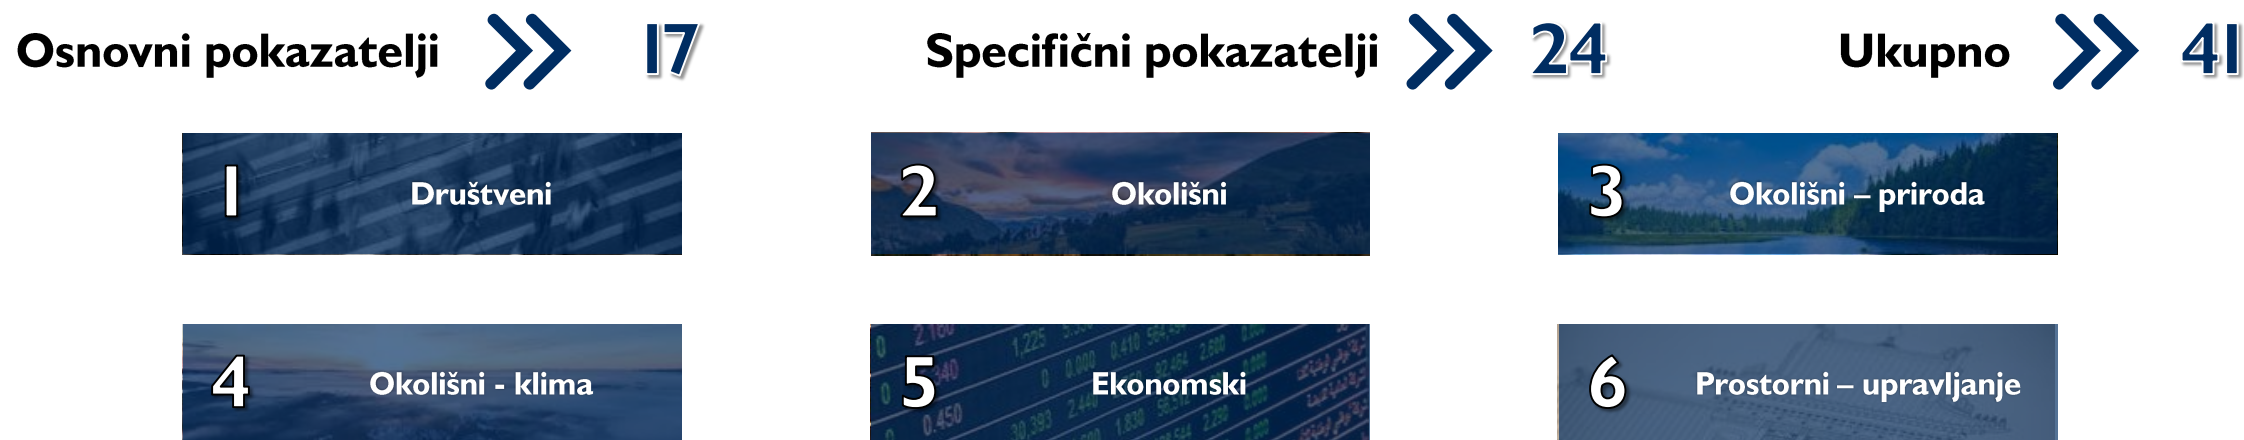 Osnovni pokazatelji 17 Specifični pokazatelji 24 Ukupno 41
1 Društveni
2 Okolišni
3 Okolišni – priroda
4 Okolišni - klima
5 Ekonomski
6 Prostorni – upravljanje